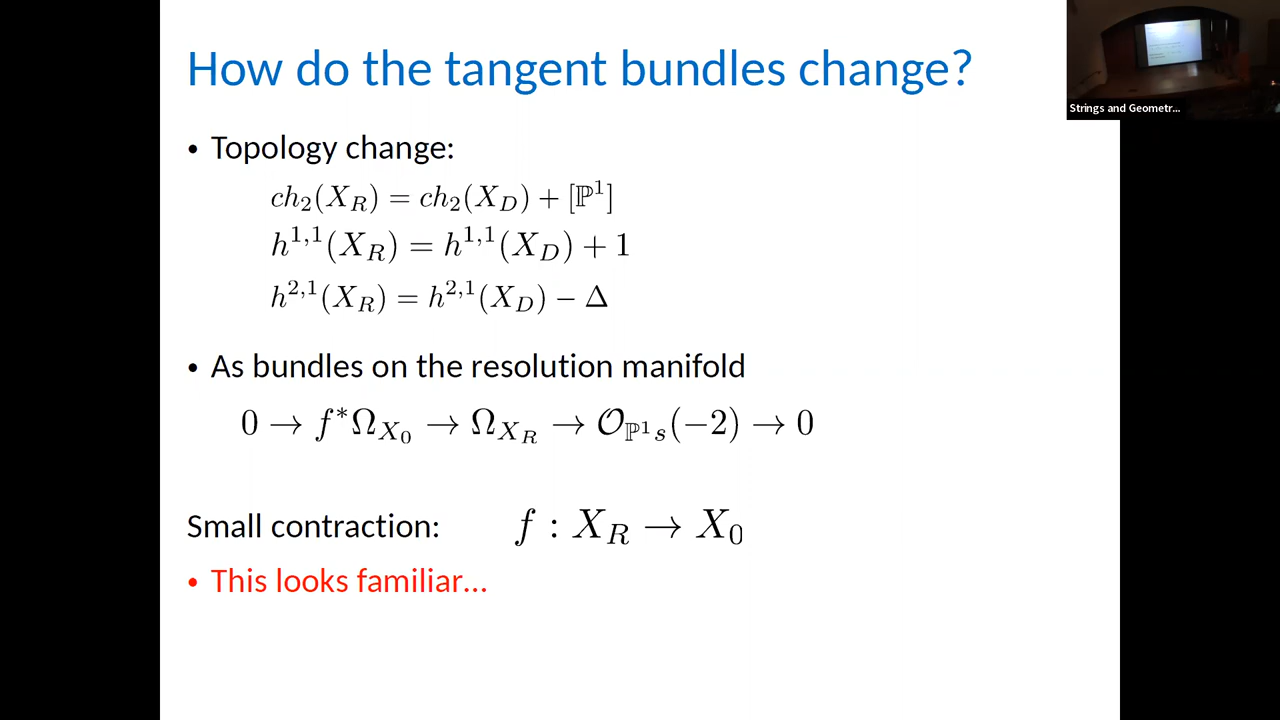 How do the tangent bundles change?
Strings and Geometr...
• Topology change:
ch₂(X_R) = ch₂(X_D) + [ℙ¹]
h^{1,1}(X_R) = h^{1,1}(X_D) + 1
h^{2,1}(X_R) = h^{2,1}(X_D) − Δ
• As bundles on the resolution manifold
0 → f*Ω_{X_0} → Ω_{X_R} → 𝒪_{ℙ¹s}(−2) → 0
Small contraction: f : X_R → X_0
• This looks familiar...